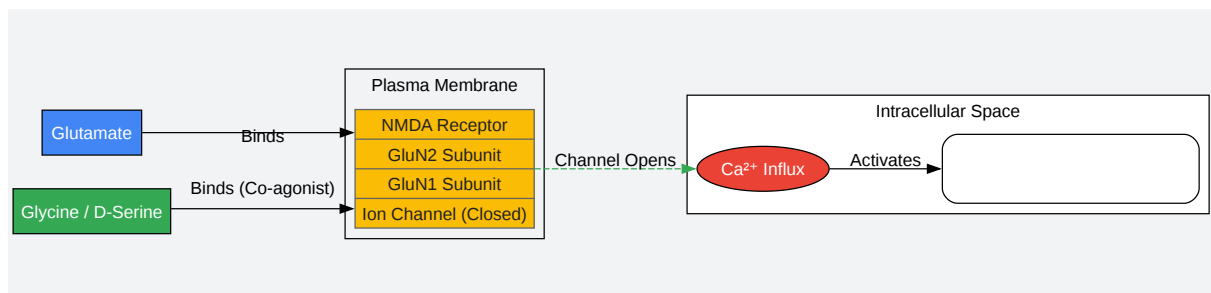 Plasma Membrane
Glutamate
Binds
Glycine / D-Serine
Binds (Co-agonist)
NMDA Receptor
GluN2 Subunit
GluN1 Subunit
Ion Channel (Closed)
Channel Opens
Intracellular Space
Ca²⁺ Influx
Activates